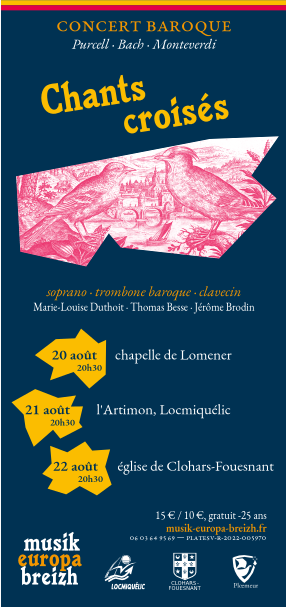 CONCERT BAROQUE
Purcell · Bach · Monteverdi
Chants
croisés
soprano · trombone baroque · clavecin
Marie-Louise Duthoit · Thomas Besse · Jérôme Brodin
20 août
20h30
chapelle de Lomener
21 août
20h30
l'Artimon, Locmiquélic
22 août
20h30
église de Clohars-Fouesnant
15 € / 10 €, gratuit -25 ans
musik-europa-breizh.fr
06 03 64 95 69 — PLATESV-R-2022-005970
musik
europa
breizh
LOCMIQUÉLIC
CLOHARS -
FOUESNANT
Plœmeur